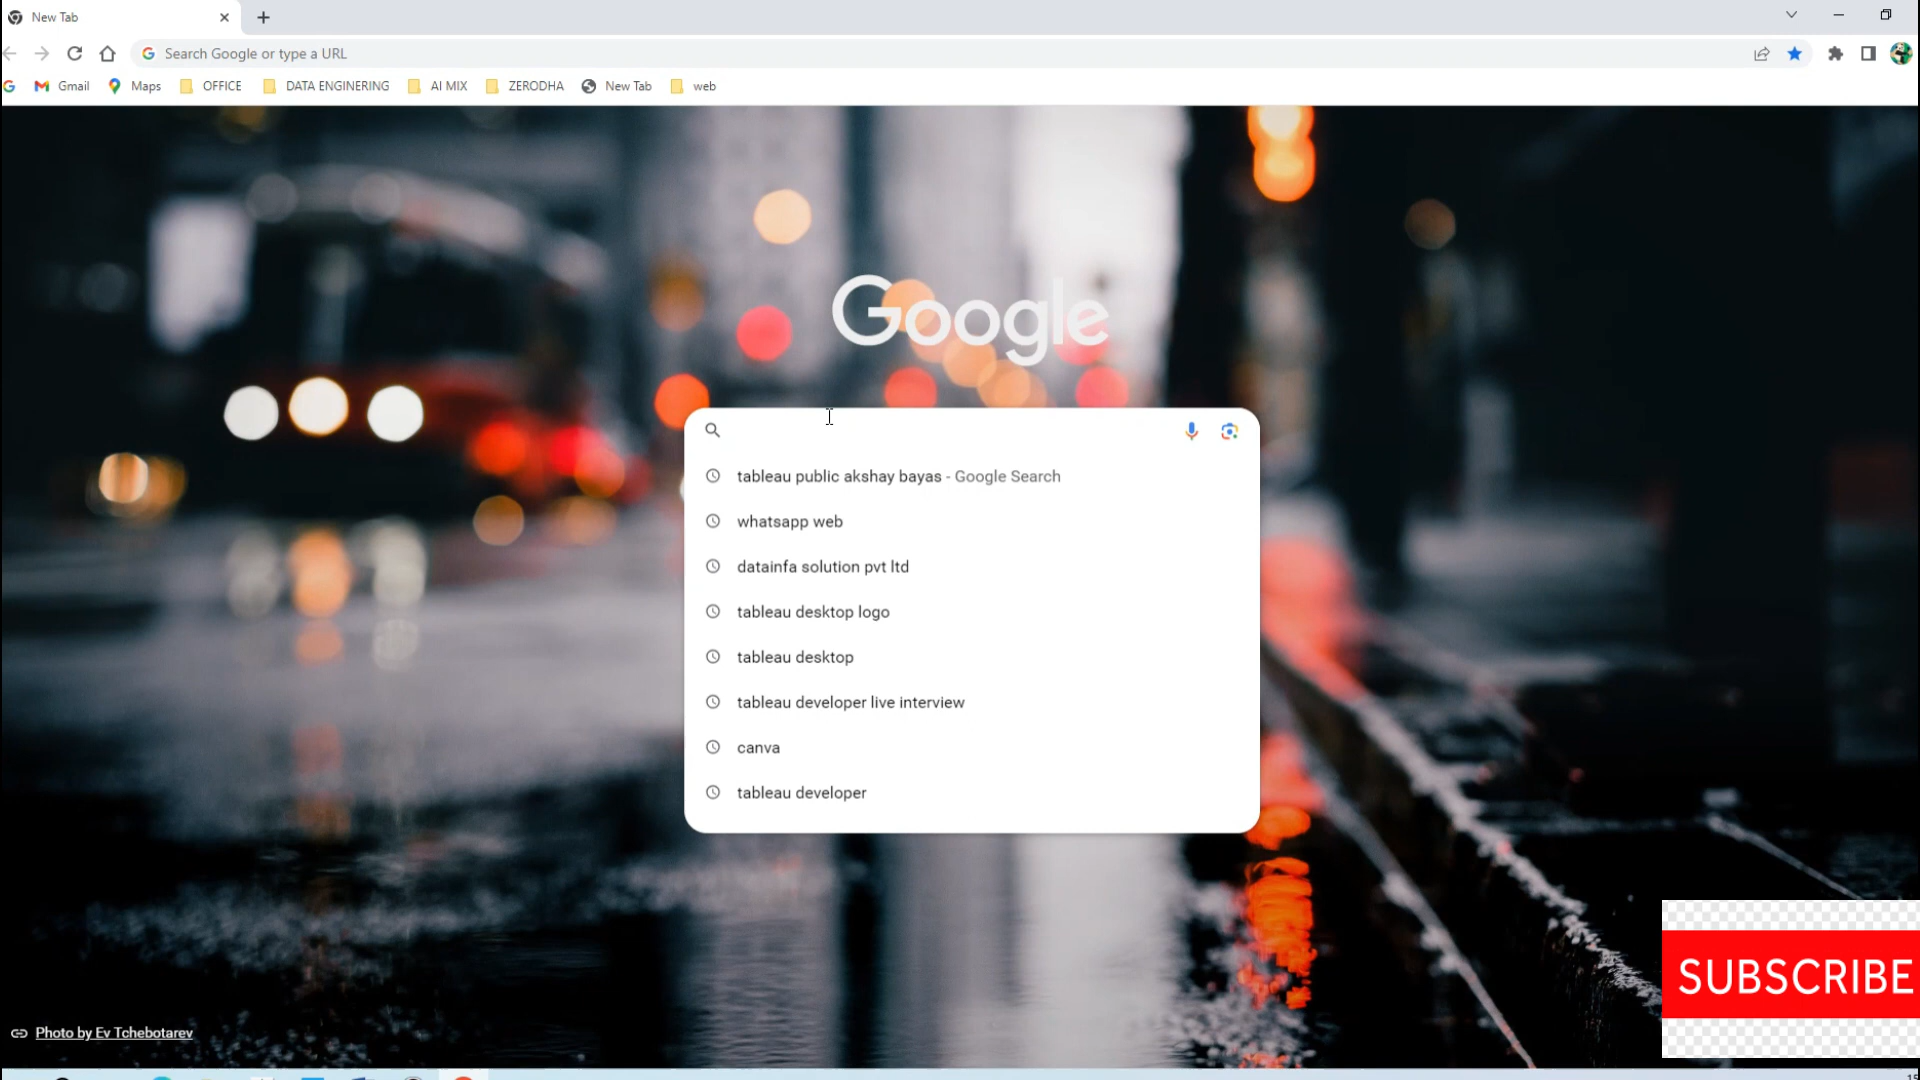 New Tab
Search Google or type a URL
Gmail
Maps
OFFICE
DATA ENGINERING
AI MIX
ZERODHA
New Tab
web
Google
tableau public akshay bayas - Google Search
whatsapp web
datainfa solution pvt ltd
tableau desktop logo
tableau desktop
tableau developer live interview
canva
tableau developer
SUBSCRIBE
Photo by Ev Tchebotarev